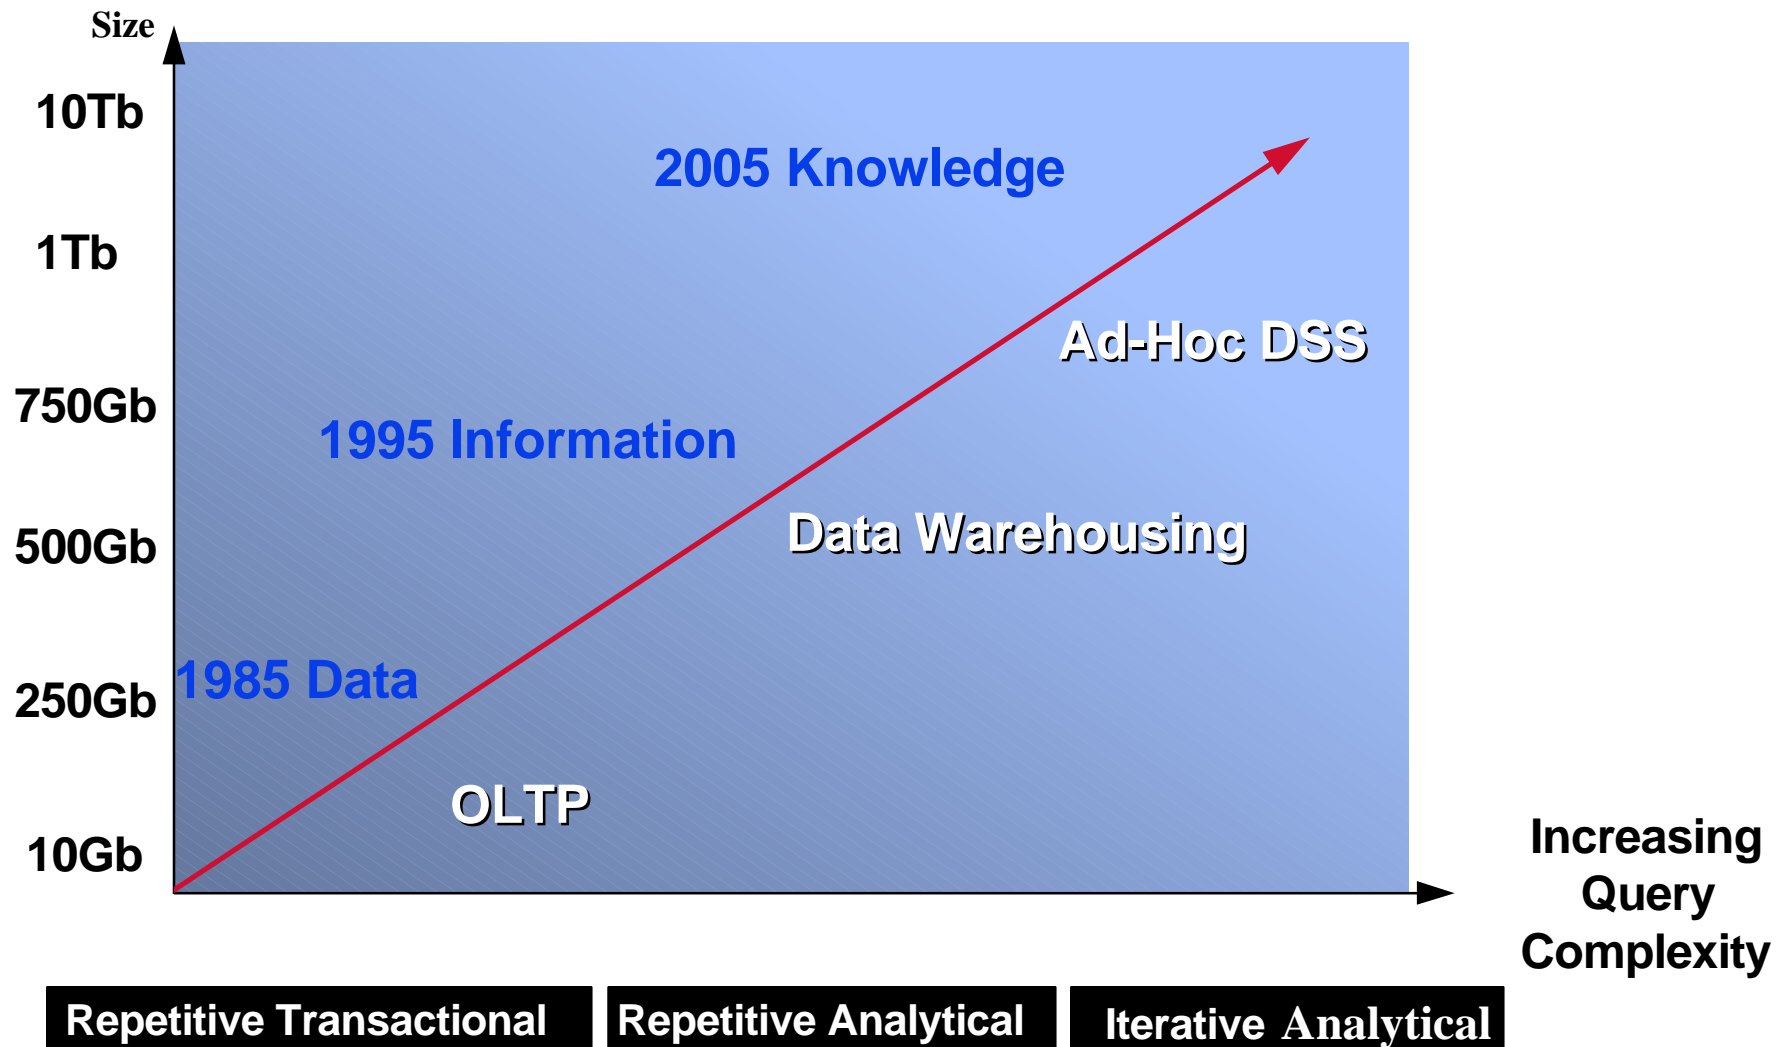 Size
10Tb
2005 Knowledge
1Tb
Ad-Hoc DSS
750Gb
1995 Information
Data Warehousing
500Gb
1985 Data
250Gb
OLTP
10Gb
Increasing
Query
Complexity
Repetitive Transactional
Repetitive Analytical
Iterative Analytical